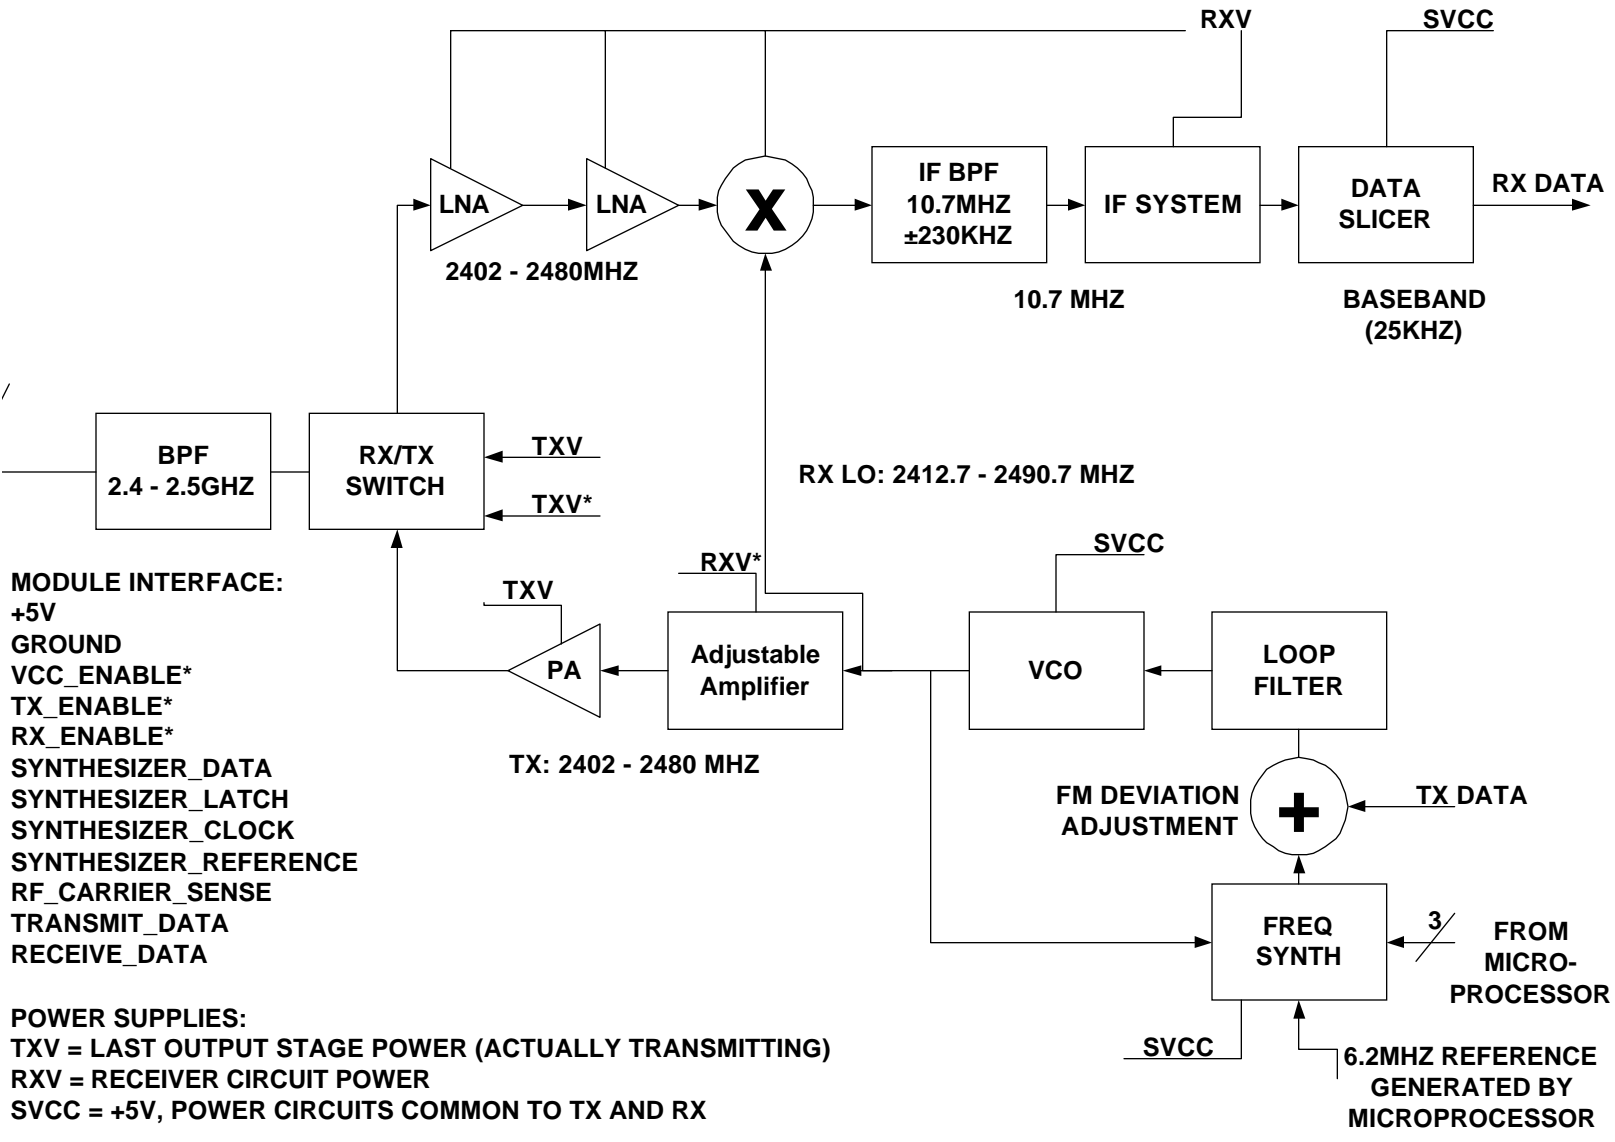 RXV
SVCC
LNA
LNA
X
IF BPF
10.7MHZ
±230KHZ
IF SYSTEM
DATA
SLICER
RX DATA
2402 - 2480MHZ
10.7 MHZ
BASEBAND
(25KHZ)
BPF
2.4 - 2.5GHZ
RX/TX
SWITCH
TXV
TXV*
RX LO: 2412.7 - 2490.7 MHZ
SVCC
RXV*
TXV
PA
Adjustable
Amplifier
VCO
LOOP
FILTER
TX: 2402 - 2480 MHZ
FM DEVIATION
ADJUSTMENT
+
TX DATA
FREQ
SYNTH
3
FROM
MICRO-
PROCESSOR
SVCC
6.2MHZ REFERENCE
GENERATED BY
MICROPROCESSOR
MODULE INTERFACE:
+5V
GROUND
VCC_ENABLE*
TX_ENABLE*
RX_ENABLE*
SYNTHESIZER_DATA
SYNTHESIZER_LATCH
SYNTHESIZER_CLOCK
SYNTHESIZER_REFERENCE
RF_CARRIER_SENSE
TRANSMIT_DATA
RECEIVE_DATA
POWER SUPPLIES:
TXV = LAST OUTPUT STAGE POWER (ACTUALLY TRANSMITTING)
RXV = RECEIVER CIRCUIT POWER
SVCC = +5V, POWER CIRCUITS COMMON TO TX AND RX